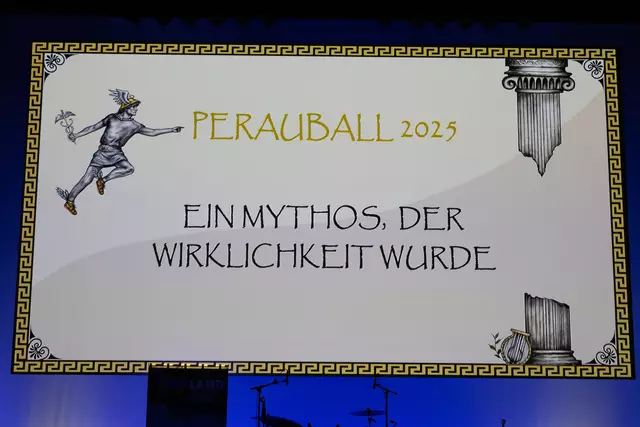 PERAUBALL 2025
EIN MYTHOS, DER
WIRKLICHKEIT WURDE